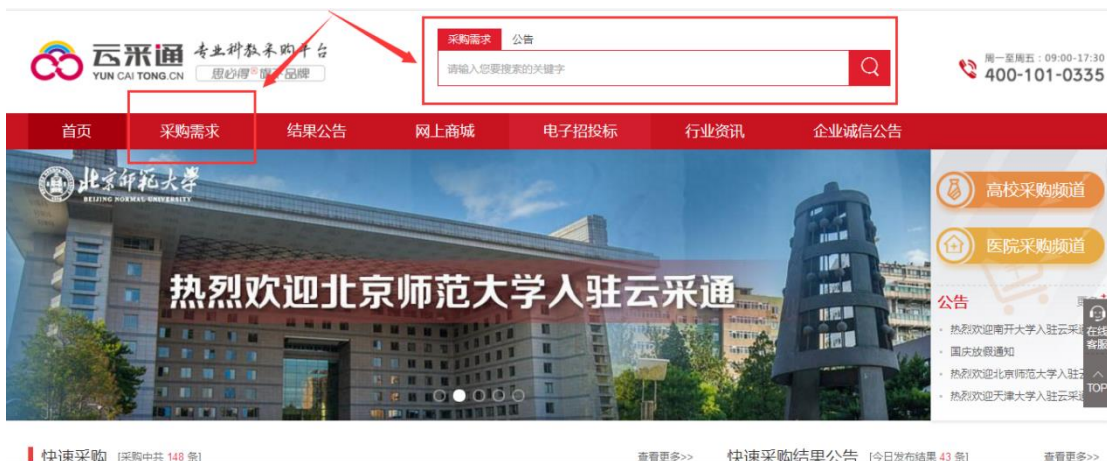 云采通
YUN CAI TONG.CN
专业科教采购平台
思必得®旗下品牌
采购需求 公告
请输入您要搜索的关键字
周一至周五：09:00-17:30
400-101-0335
首页 采购需求 结果公告 网上商城 电子招投标 行业资讯 企业诚信公告
北京师范大学
BEIJING NORMAL UNIVERSITY
热烈欢迎北京师范大学入驻云采通
高校采购频道
医院采购频道
公告
热烈欢迎南开大学入驻云采
国庆放假通知
热烈欢迎北京师范大学入驻
热烈欢迎天津大学入驻云采
在线
客服
TOP
快速采购 [采购中共 148 条] 查看更多>>
快速采购结果公告 [今日发布结果 43 条] 查看更多>>